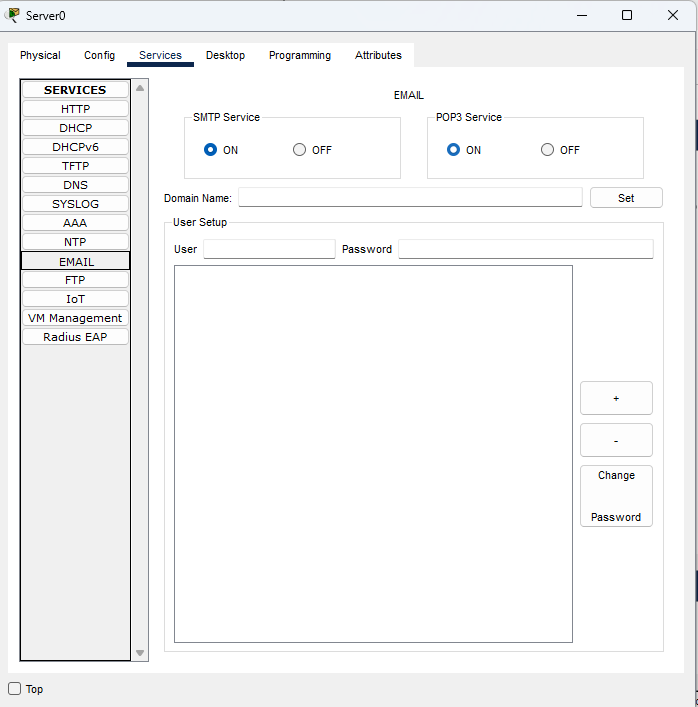 Server0
Physical Config Services Desktop Programming Attributes
SERVICES
HTTP
DHCP
DHCPv6
TFTP
DNS
SYSLOG
AAA
NTP
EMAIL
FTP
IoT
VM Management
Radius EAP
EMAIL
SMTP Service
ON OFF
POP3 Service
ON OFF
Domain Name: Set
User Setup
User Password
+
-
Change
Password
Top